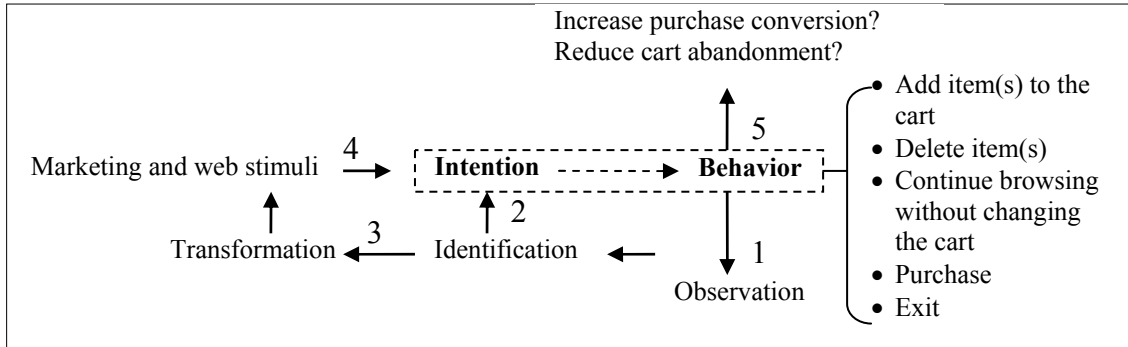 Increase purchase conversion?
Reduce cart abandonment?
5
• Add item(s) to the
cart
• Delete item(s)
• Continue browsing
without changing
the cart
• Purchase
• Exit
Marketing and web stimuli
4
Intention
Behavior
2
1
Transformation
3
Identification
Observation